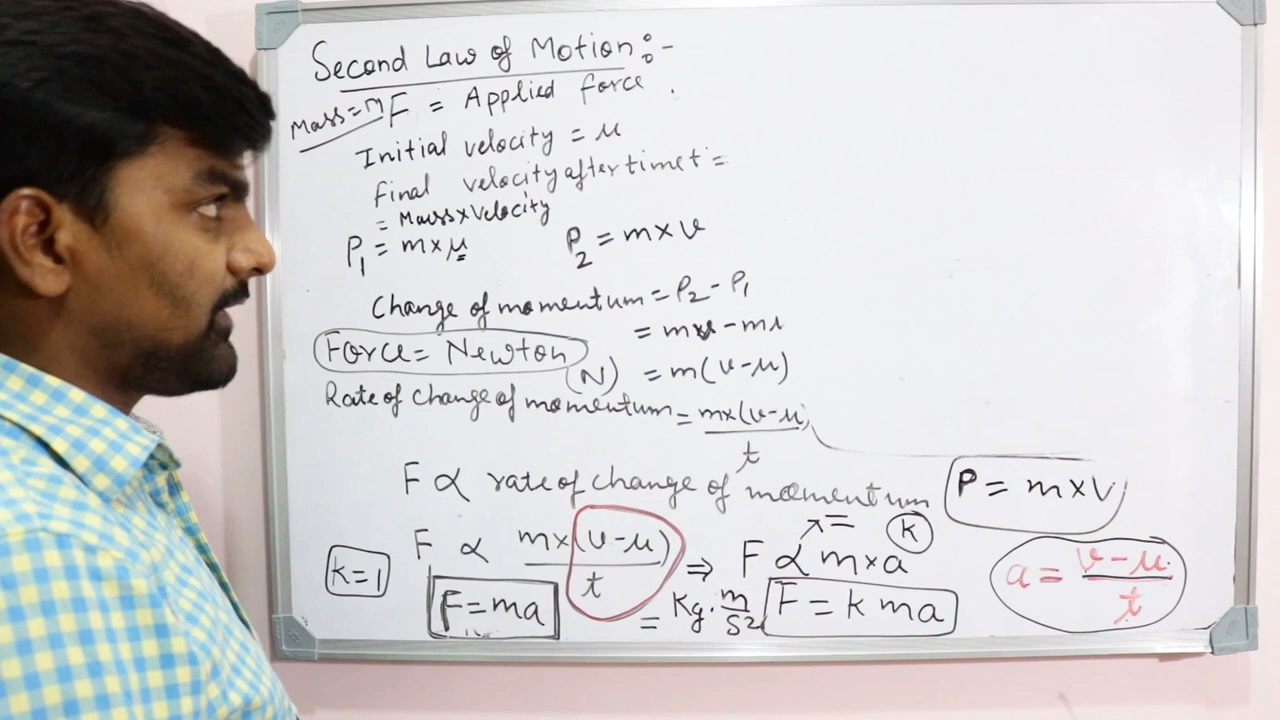 Second Law of Motion :-
Mass = m F = Applied force .
Initial velocity = u
final velocity after time t =
= Mass x Velocity
P₁ = m x u P₂ = m x v
Change of momentum = P₂ - P₁
= mv - mu
Force = Newton (N)
= m(v-u)
Rate of change of momentum = mx(v-u)/t
F ∝ rate of change of momentum
P = m x v
F ∝ mx(v-u)/t ⇒ F ∝ m x a
= k
k = 1
F = ma
= Kg. m/s²
F = k ma
a = v-u/t